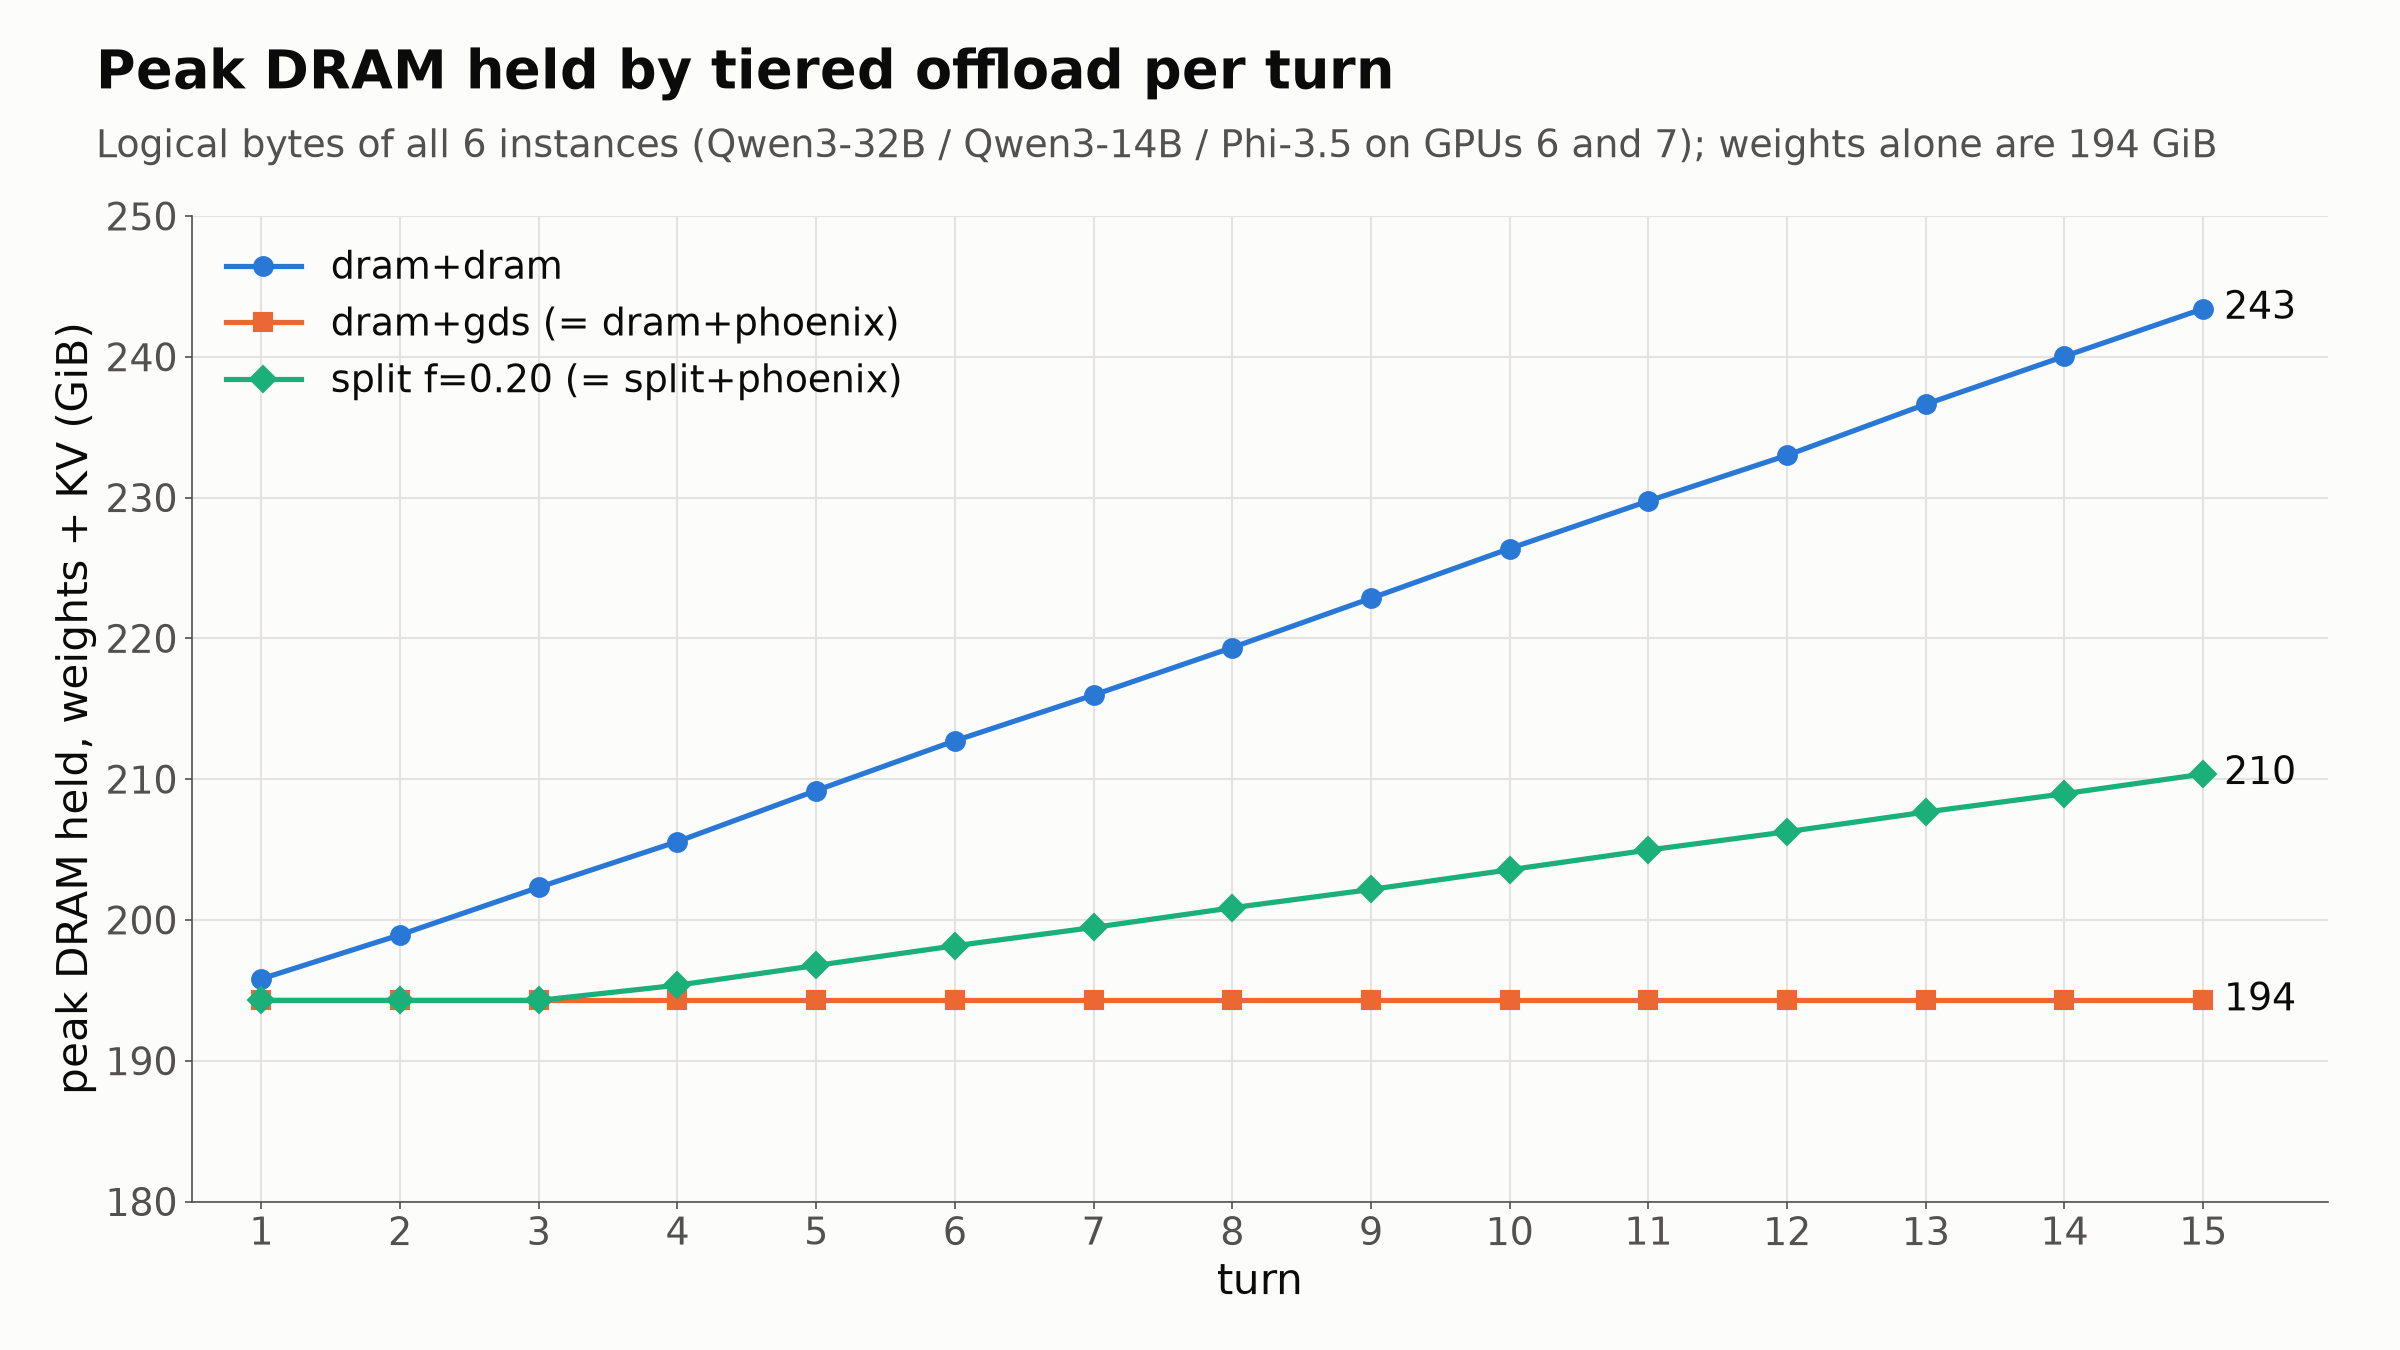 Peak DRAM held by tiered offload per turn
Logical bytes of all 6 instances (Qwen3-32B / Qwen3-14B / Phi-3.5 on GPUs 6 and 7); weights alone are 194 GiB
peak DRAM held, weights + KV (GiB)
250
240
230
220
210
200
190
180
dram+dram
dram+gds (= dram+phoenix)
split f=0.20 (= split+phoenix)
243
210
194
1 2 3 4 5 6 7 8 9 10 11 12 13 14 15
turn